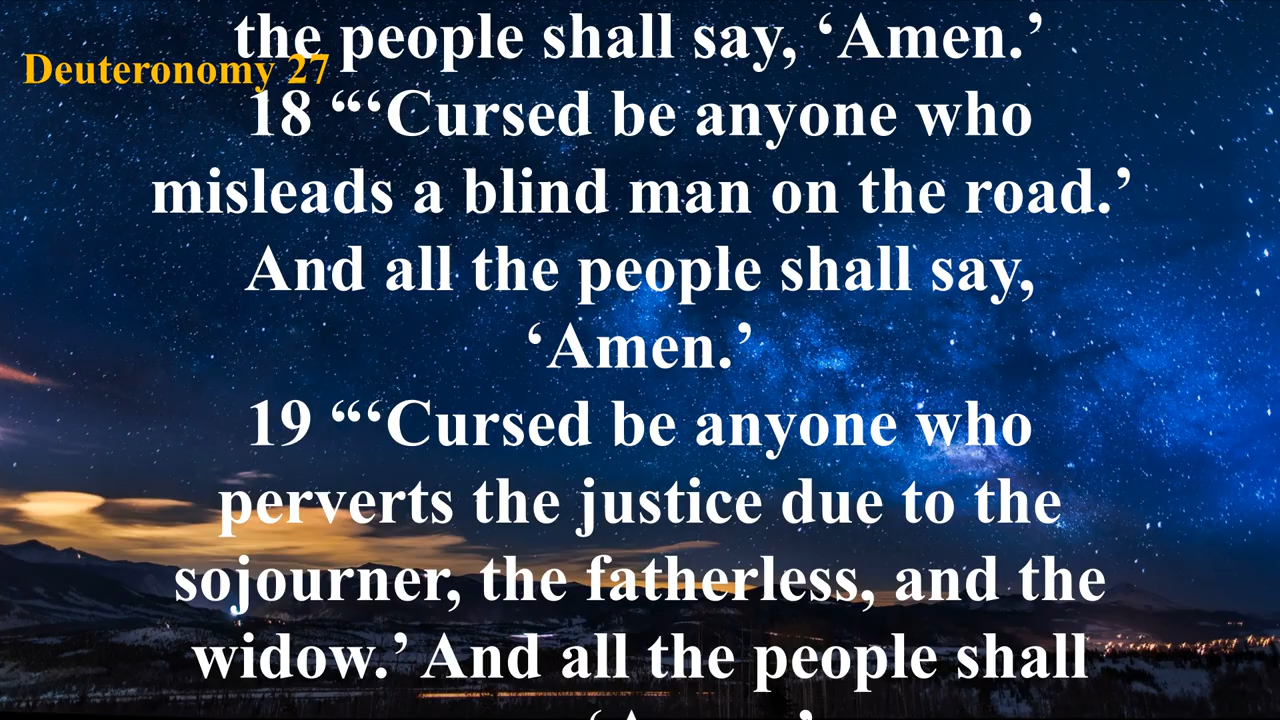 the people shall say, ‘Amen.’
Deuteronomy 27
18 “‘Cursed be anyone who
misleads a blind man on the road.’
And all the people shall say,
‘Amen.’
19 “‘Cursed be anyone who
perverts the justice due to the
sojourner, the fatherless, and the
widow.’ And all the people shall